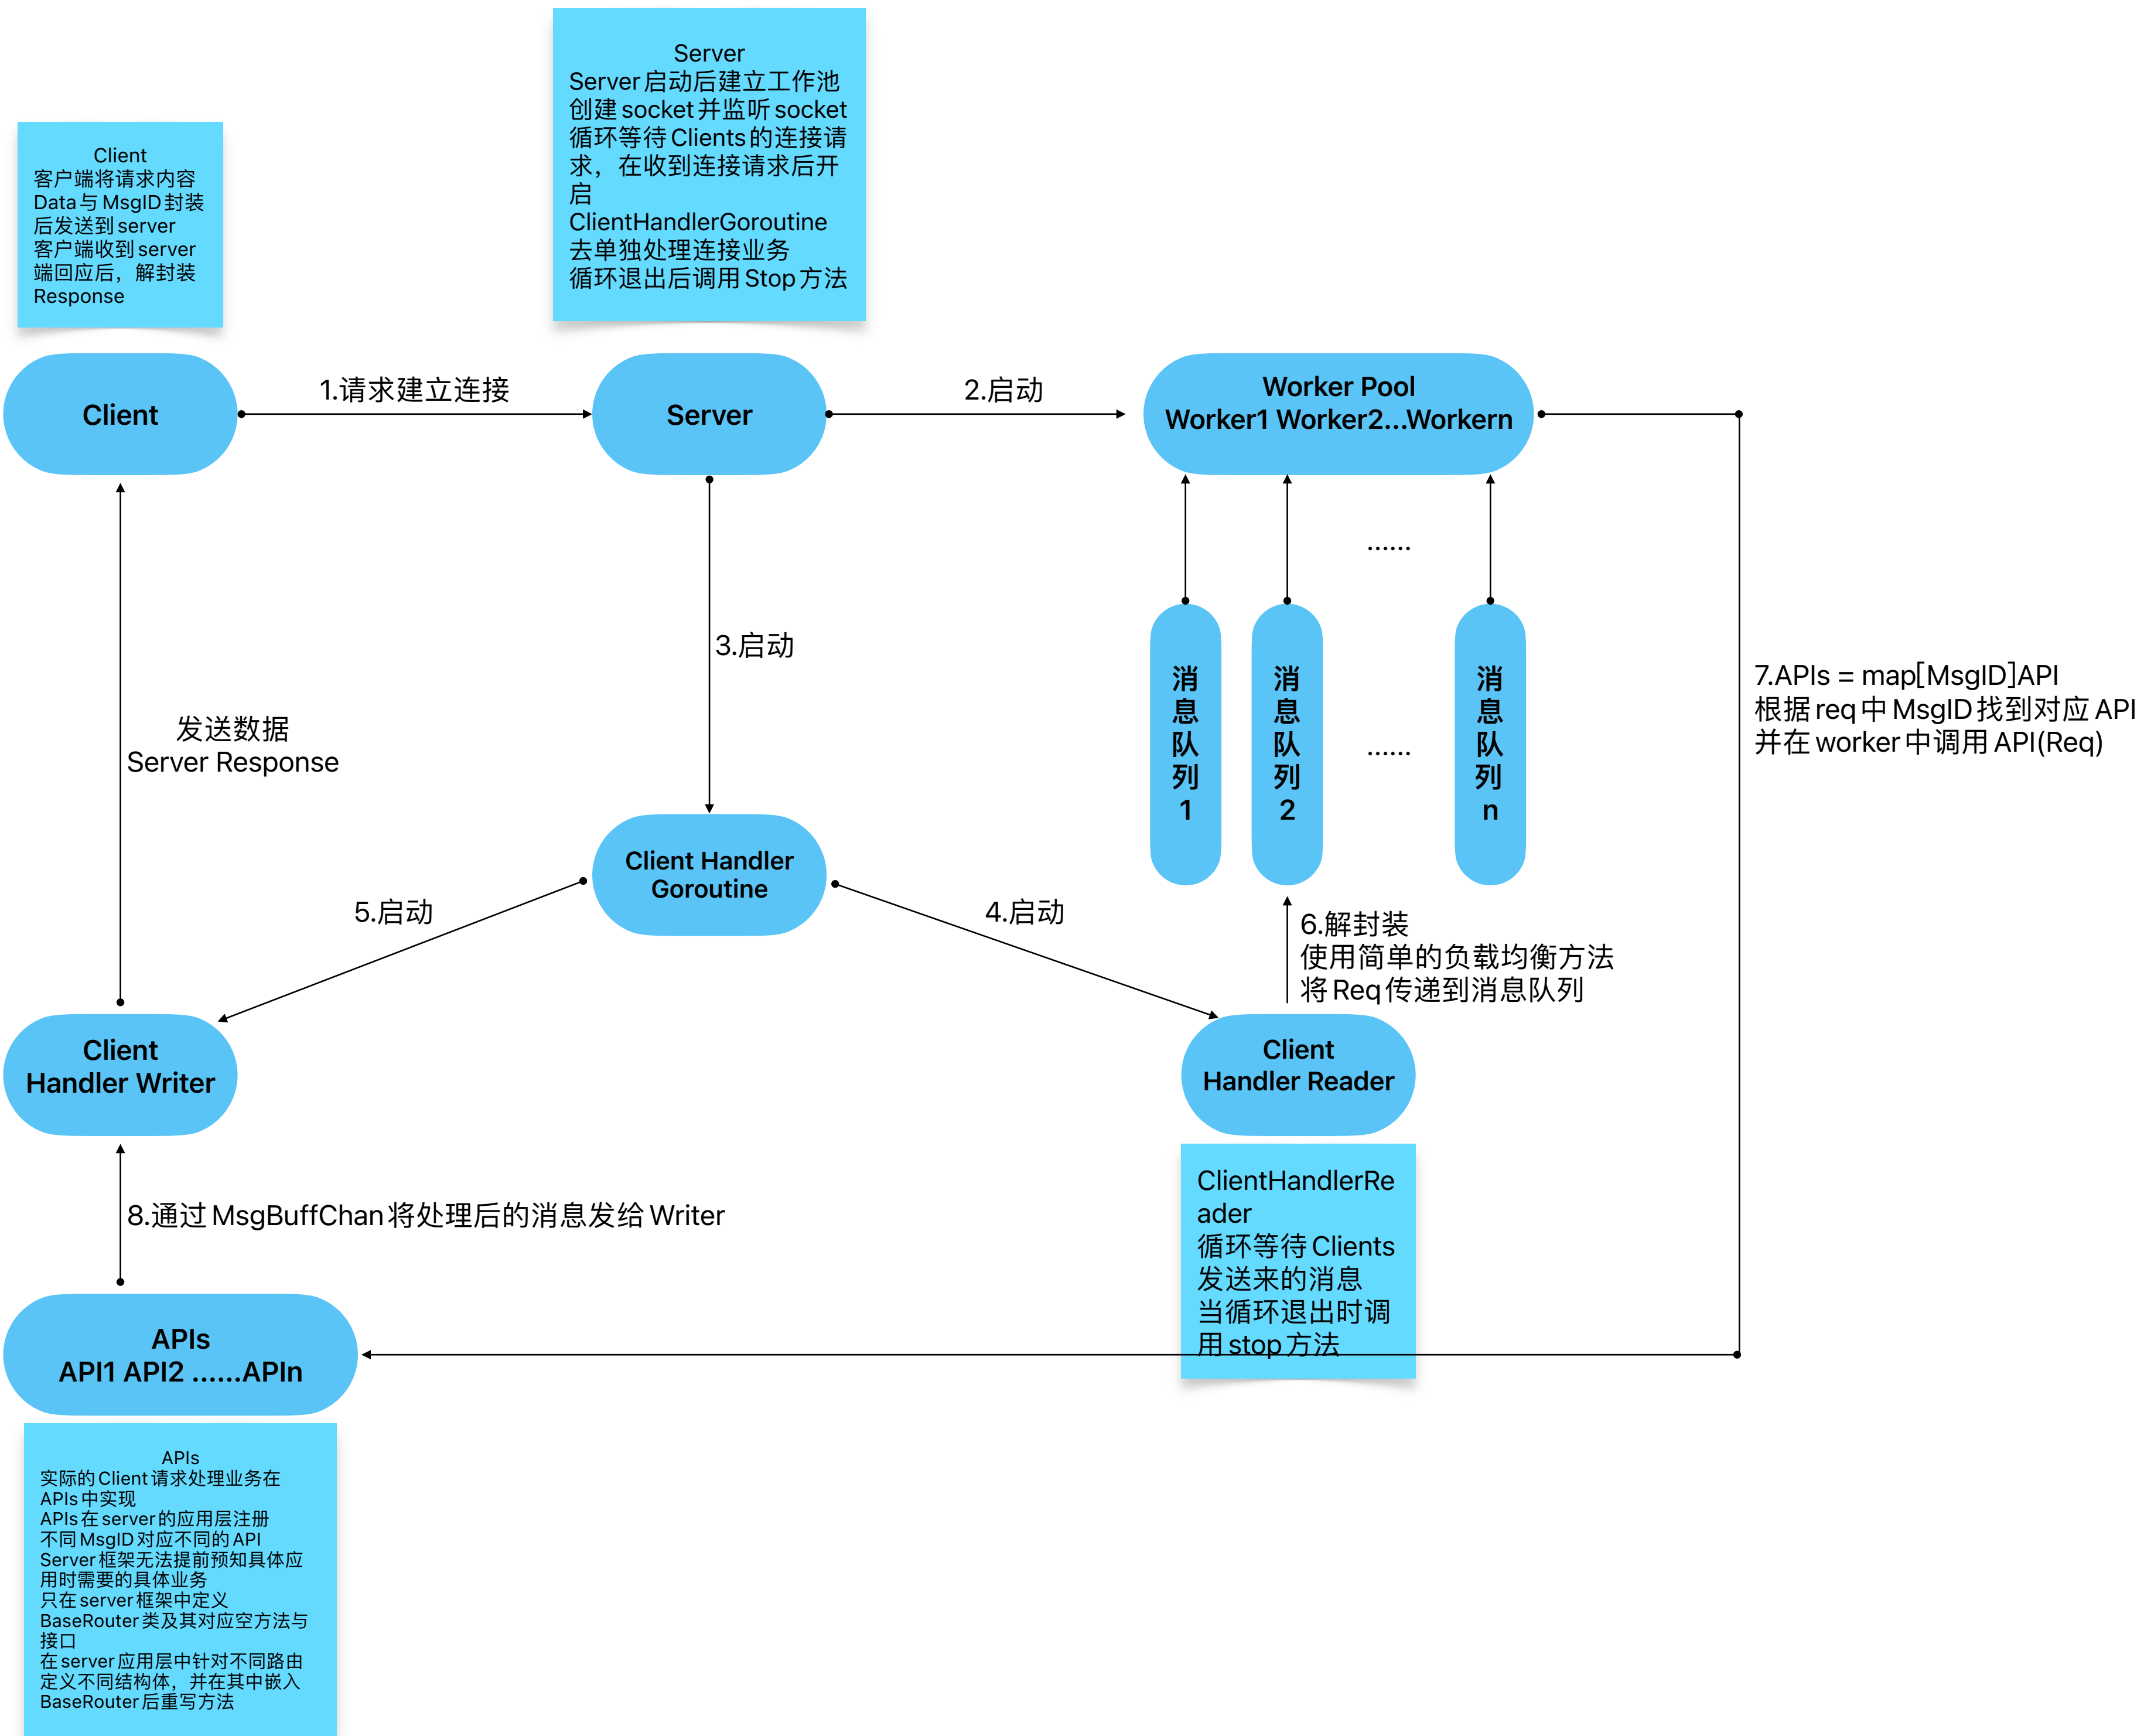 Server
Server启动后建立工作池
创建socket并监听socket
循环等待Clients的连接请
求，在收到连接请求后开
启
ClientHandlerGoroutine
去单独处理连接业务
循环退出后调用Stop方法
Client
客户端将请求内容
Data与MsgID封装
后发送到server
客户端收到server
端回应后，解封装
Response
Client
1.请求建立连接
Server
2.启动
Worker Pool
Worker1 Worker2...Workern
......
3.启动
消息队列1
消息队列2
......
消息队列n
7.APIs = map[MsgID]API
根据req中MsgID找到对应API
并在worker中调用API(Req)
发送数据
Server Response
Client Handler
Goroutine
5.启动
4.启动
6.解封装
使用简单的负载均衡方法
将Req传递到消息队列
Client
Handler Writer
Client
Handler Reader
ClientHandlerRe
ader
循环等待Clients
发送来的消息
当循环退出时调
用stop方法
8.通过MsgBuffChan将处理后的消息发给Writer
APIs
API1 API2 ......APIn
APIs
实际的Client请求处理业务在
APIs中实现
APIs在server的应用层注册
不同MsgID对应不同的API
Server框架无法提前预知具体应
用时需要的具体业务
只在server框架中定义
BaseRouter类及其对应空方法与
接口
在server应用层中针对不同路由
定义不同结构体，并在其中嵌入
BaseRouter后重写方法